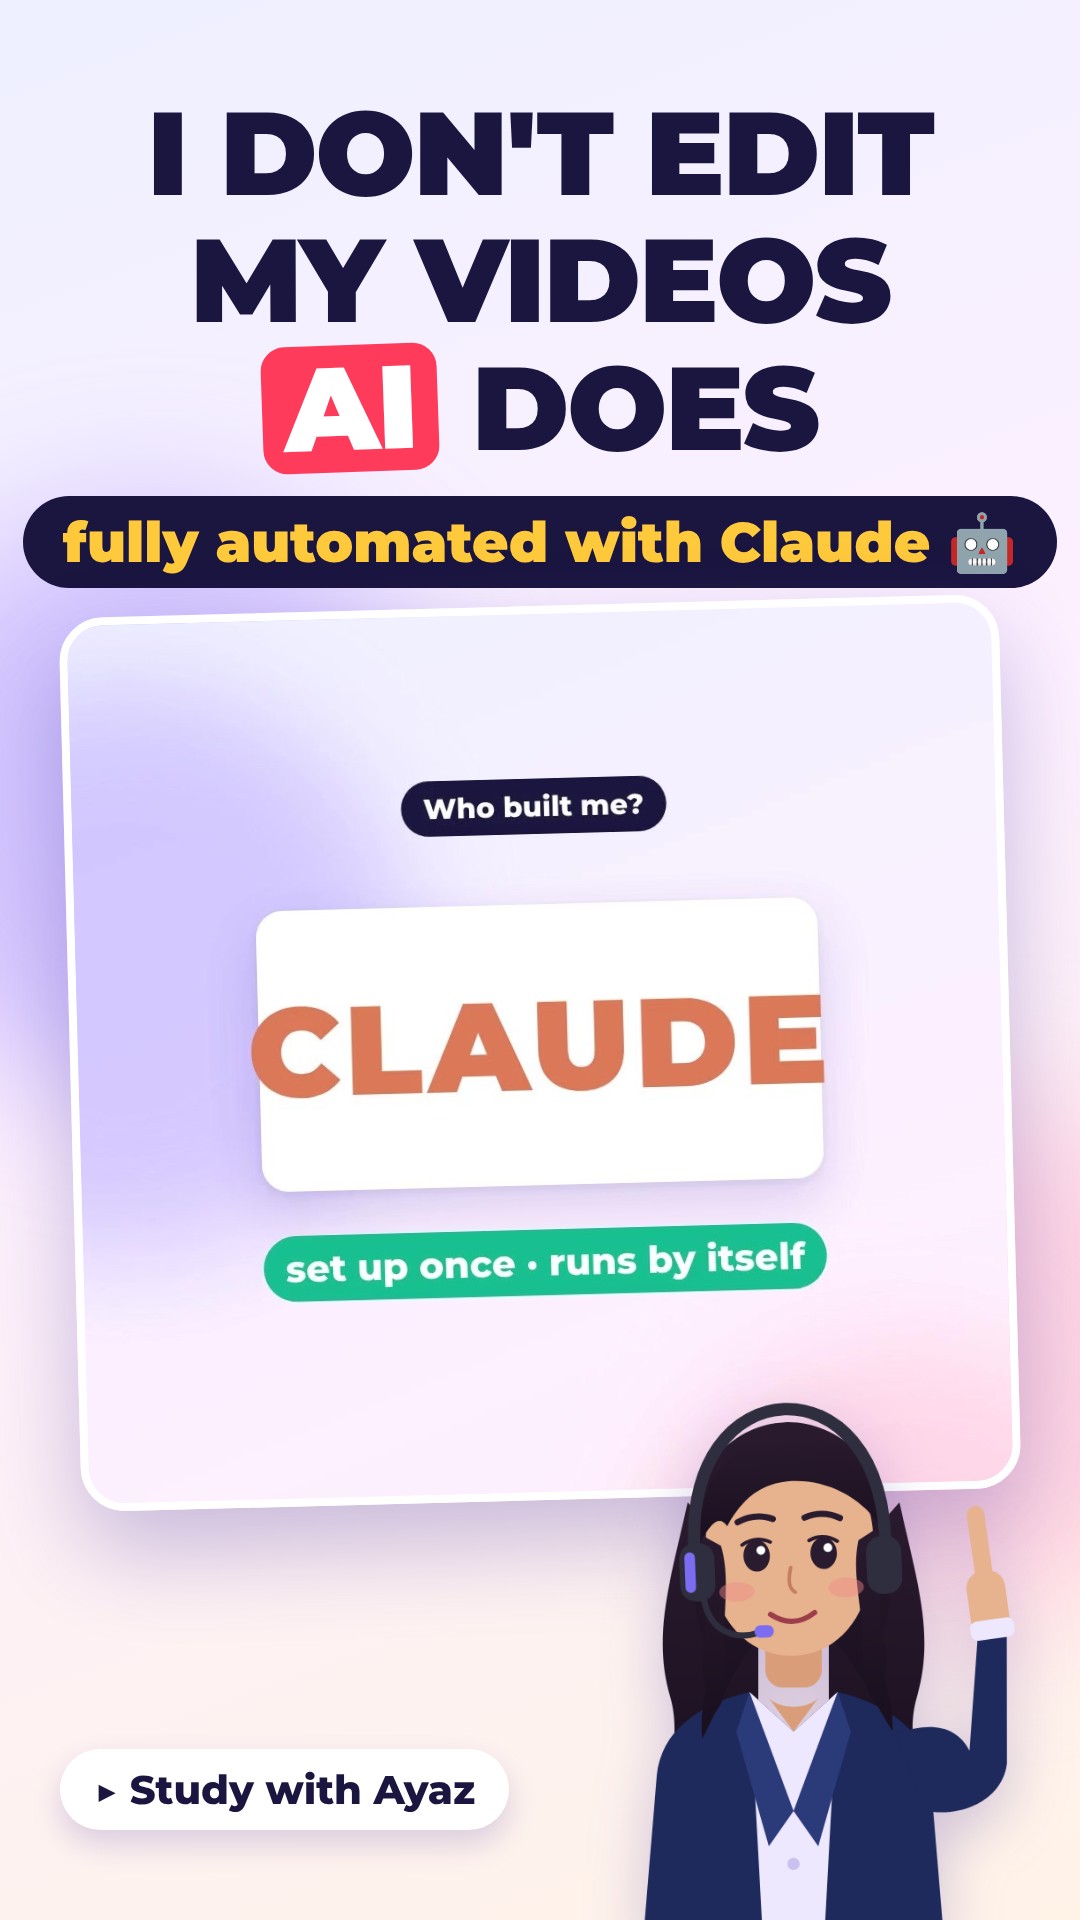 I DON'T EDIT
MY VIDEOS
AI DOES
fully automated with Claude 🤖
Who built me?
CLAUDE
set up once · runs by itself
▸ Study with Ayaz